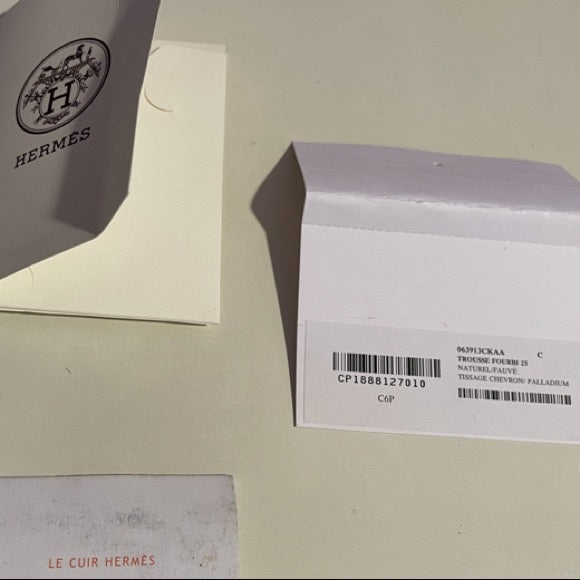 H
HERMÈS
063913CKAA C
TROUSSE FOURBI 25
NATUREL/FAUVE
TISSAGE CHEVRON/ PALLADIUM
CP1888127010
C6P
LE CUIR HERMÈS